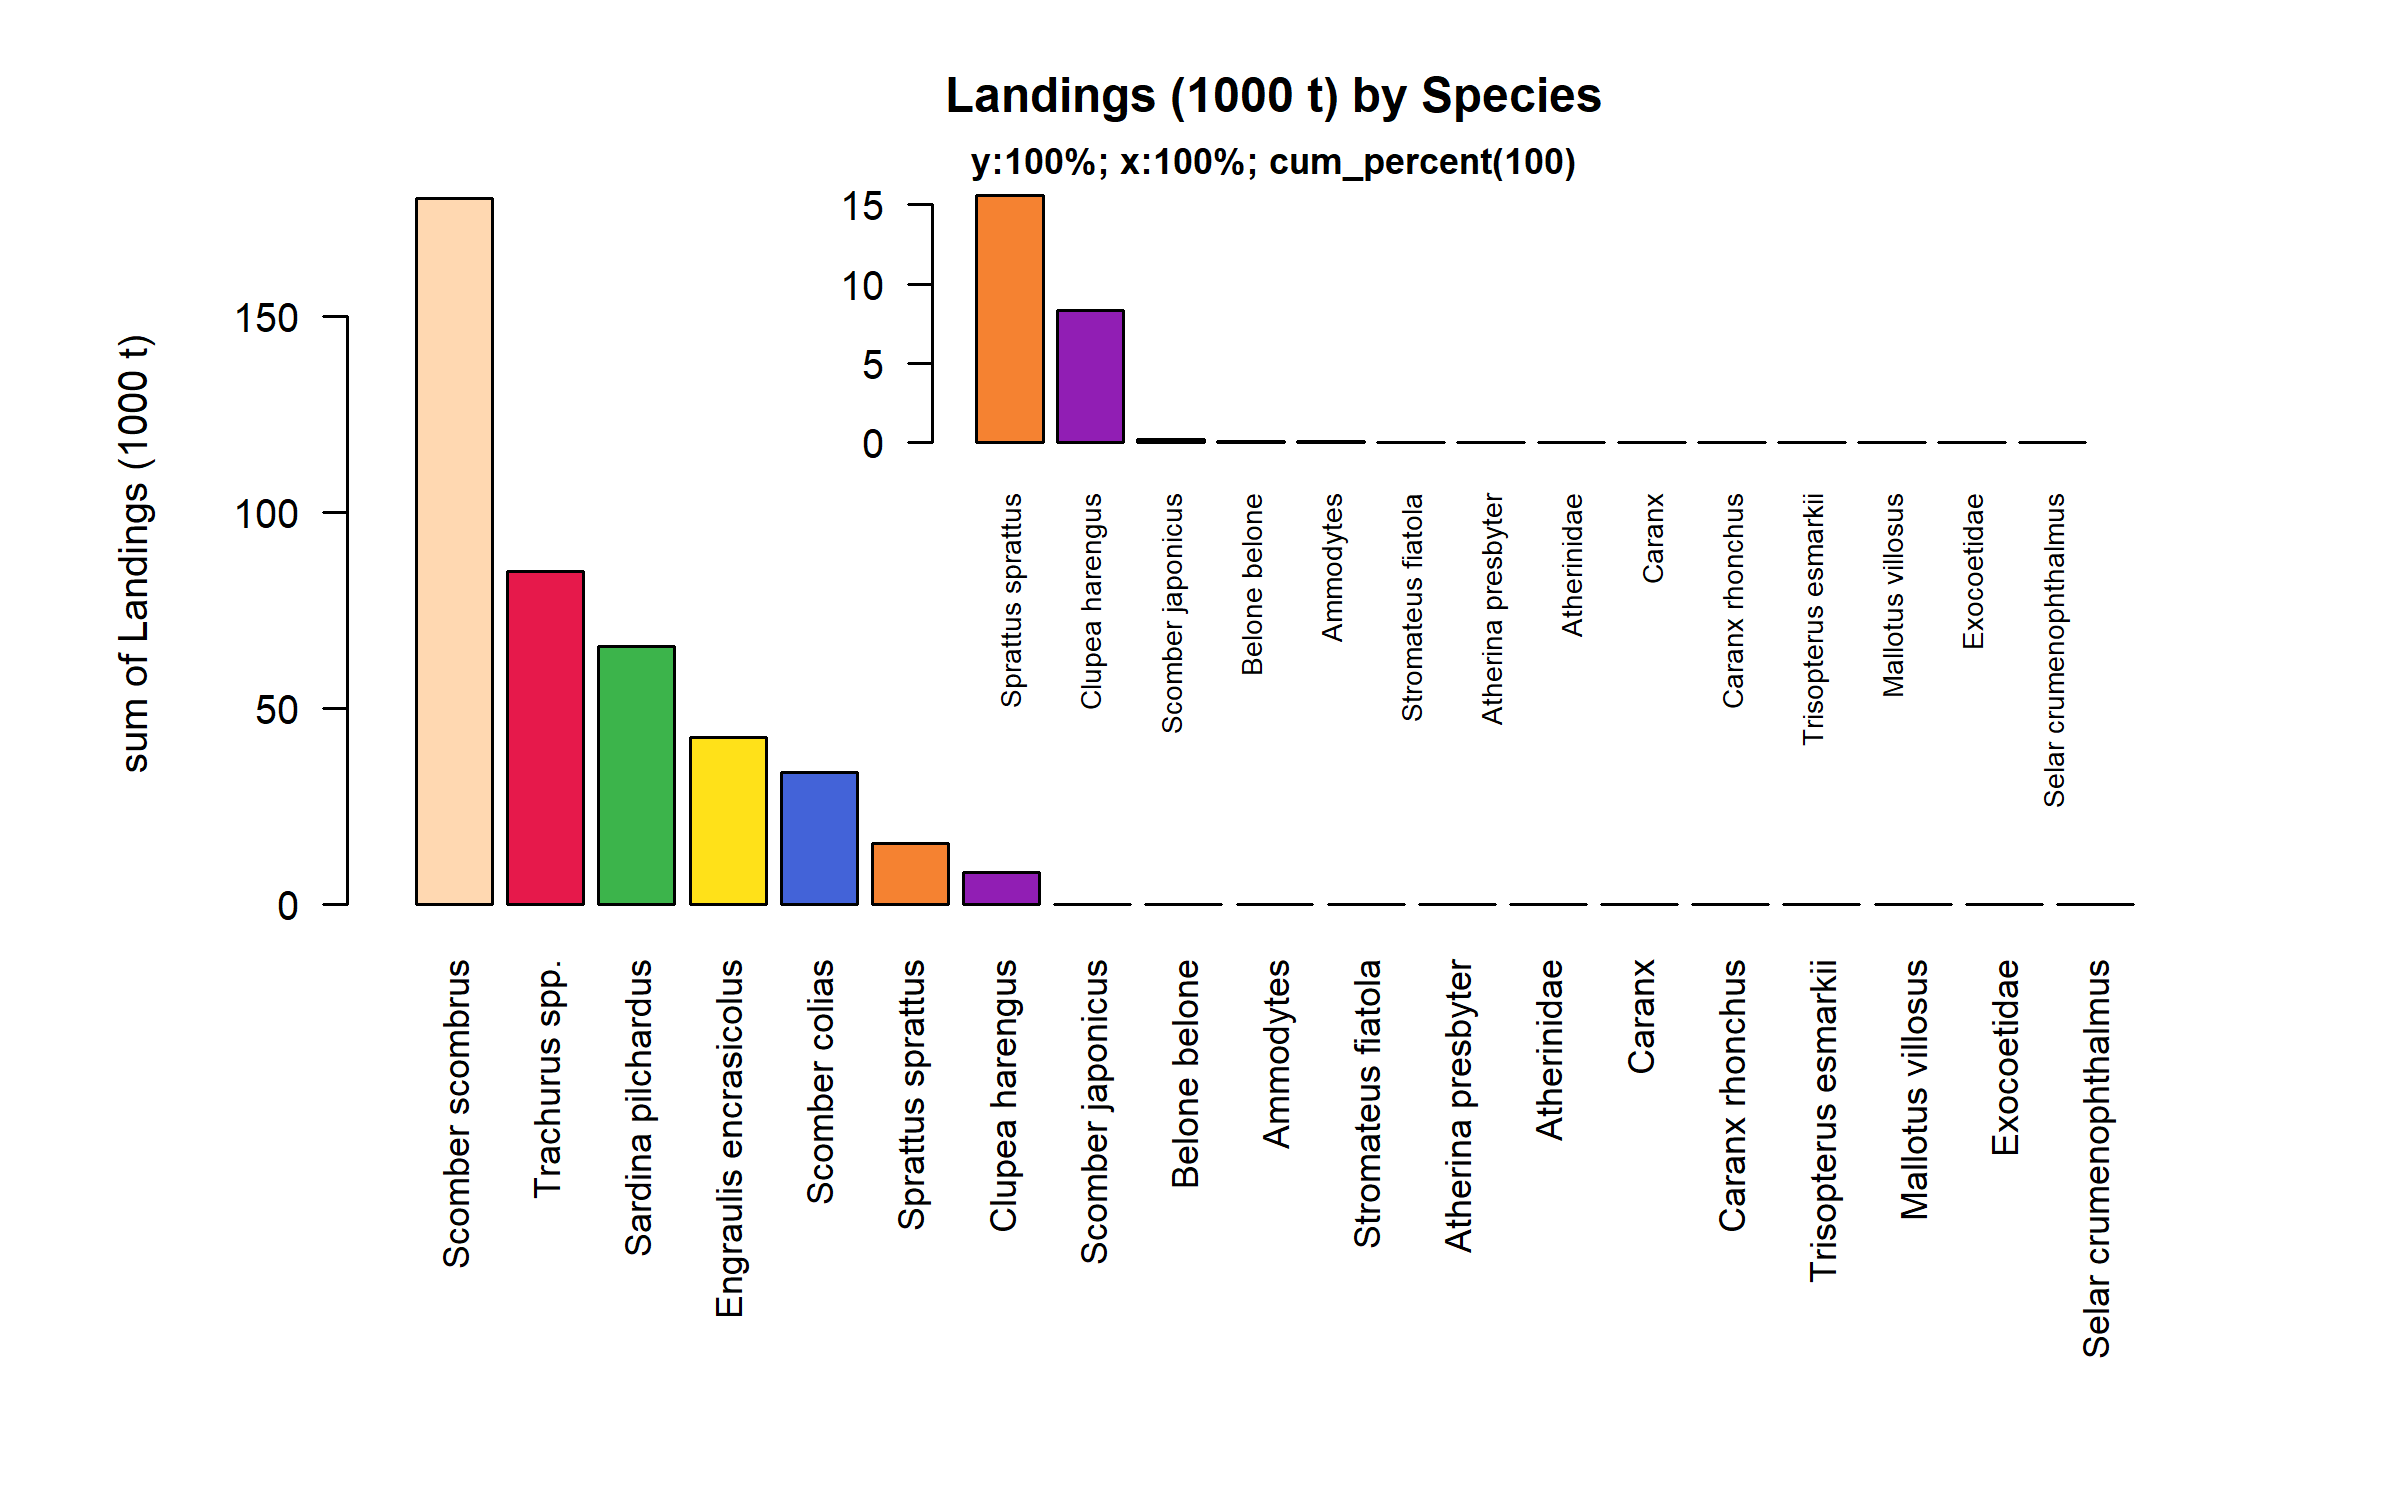 Landings (1000 t) by Species
y:100%; x:100%; cum_percent(100)
sum of Landings (1000 t)
150
100
50
0
15
10
5
0
Sprattus sprattus
Clupea harengus
Scomber japonicus
Belone belone
Ammodytes
Stromateus fiatola
Atherina presbyter
Atherinidae
Caranx
Caranx rhonchus
Trisopterus esmarkii
Mallotus villosus
Exocoetidae
Selar crumenophthalmus
Scomber scombrus
Trachurus spp.
Sardina pilchardus
Engraulis encrasicolus
Scomber colias
Sprattus sprattus
Clupea harengus
Scomber japonicus
Belone belone
Ammodytes
Stromateus fiatola
Atherina presbyter
Atherinidae
Caranx
Caranx rhonchus
Trisopterus esmarkii
Mallotus villosus
Exocoetidae
Selar crumenophthalmus